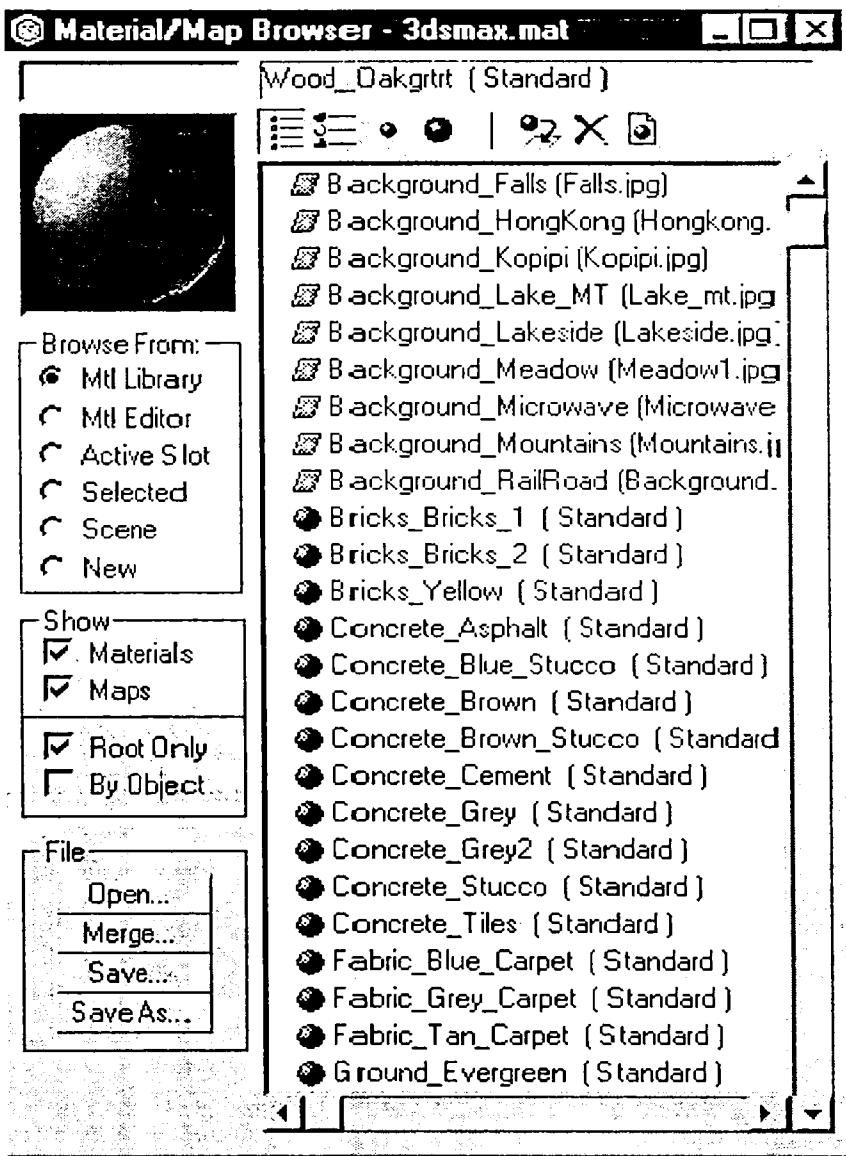 Material/Map Browser - 3dsmax.mat
Wood_Oakgrtrt ( Standard )
Background_Falls (Falls.jpg)
Background_HongKong (Hongkong.
Background_Kopipi (Kopipi.jpg)
Background_Lake_MT (Lake_mt.jpg
Background_Lakeside (Lakeside.jpg)
Background_Meadow (Meadow1.jpg
Background_Microwave (Microwave
Background_Mountains (Mountains.j
Background_RailRoad (Background.
Bricks_Bricks_1 ( Standard )
Bricks_Bricks_2 ( Standard )
Bricks_Yellow ( Standard )
Concrete_Asphalt ( Standard )
Concrete_Blue_Stucco ( Standard )
Concrete_Brown ( Standard )
Concrete_Brown_Stucco ( Standard
Concrete_Cement ( Standard )
Concrete_Grey ( Standard )
Concrete_Grey2 ( Standard )
Concrete_Stucco ( Standard )
Concrete_Tiles ( Standard )
Fabric_Blue_Carpet ( Standard )
Fabric_Grey_Carpet ( Standard )
Fabric_Tan_Carpet ( Standard )
Ground_Evergreen ( Standard )
Browse From:
Mtl Library
Mtl Editor
Active Slot
Selected
Scene
New
Show
Materials
Maps
Root Only
By Object
File
Open...
Merge...
Save...
Save As...